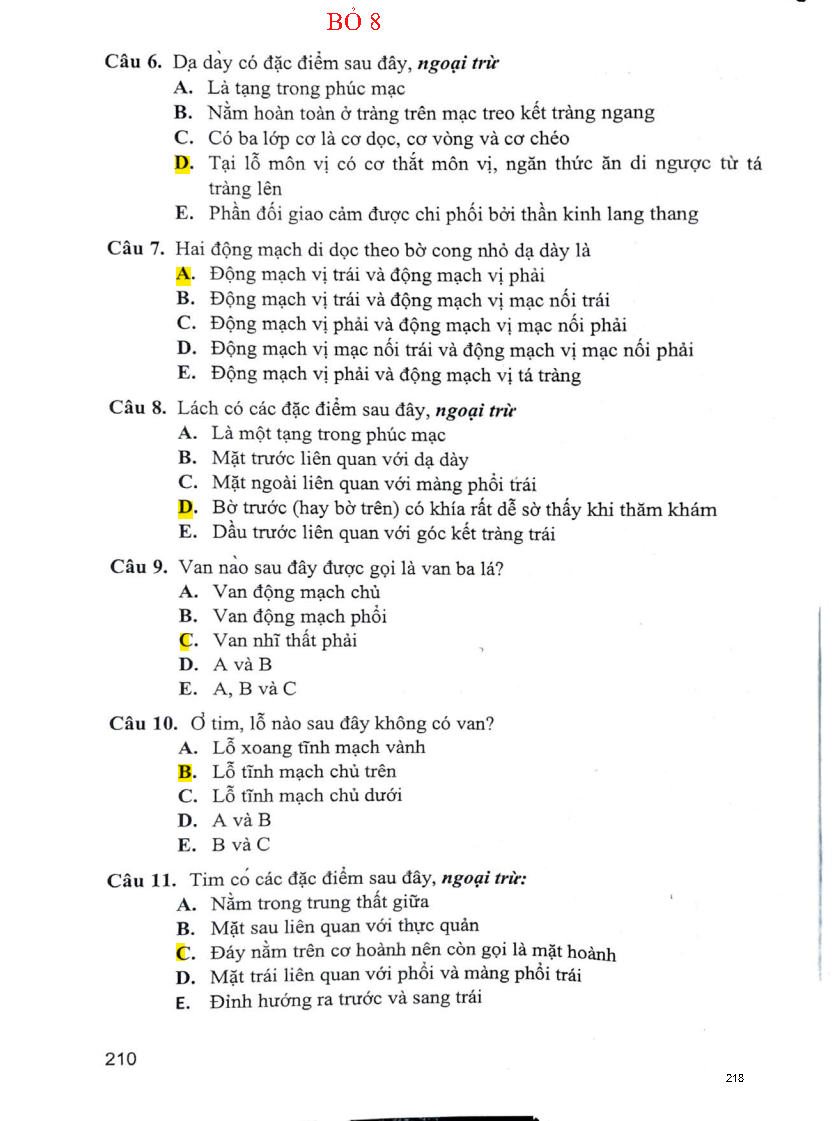 BỎ 8
Câu 6. Dạ dày có đặc điểm sau đây, ngoại trừ
A. Là tạng trong phúc mạc
B. Nằm hoàn toàn ở tràng trên mạc treo kết tràng ngang
C. Có ba lớp cơ là cơ dọc, cơ vòng và cơ chéo
D. Tại lỗ môn vị có cơ thắt môn vị, ngăn thức ăn di ngược từ tá
tràng lên
E. Phần đối giao cảm được chi phối bởi thần kinh lang thang
Câu 7. Hai động mạch di dọc theo bờ cong nhỏ dạ dày là
A. Động mạch vị trái và động mạch vị phải
B. Động mạch vị trái và động mạch vị mạc nối trái
C. Động mạch vị phải và động mạch vị mạc nối phải
D. Động mạch vị mạc nối trái và động mạch vị mạc nối phải
E. Động mạch vị phải và động mạch vị tá tràng
Câu 8. Lách có các đặc điểm sau đây, ngoại trừ
A. Là một tạng trong phúc mạc
B. Mặt trước liên quan với dạ dày
C. Mặt ngoài liên quan với màng phổi trái
D. Bờ trước (hay bờ trên) có khía rất dễ sờ thấy khi thăm khám
E. Đầu trước liên quan với góc kết tràng trái
Câu 9. Van nào sau đây được gọi là van ba lá?
A. Van động mạch chủ
B. Van động mạch phổi
C. Van nhĩ thất phải
D. A và B
E. A, B và C
Câu 10. Ở tim, lỗ nào sau đây không có van?
A. Lỗ xoang tĩnh mạch vành
B. Lỗ tĩnh mạch chủ trên
C. Lỗ tĩnh mạch chủ dưới
D. A và B
E. B và C
Câu 11. Tim có các đặc điểm sau đây, ngoại trừ:
A. Nằm trong trung thất giữa
B. Mặt sau liên quan với thực quản
C. Đáy nằm trên cơ hoành nên còn gọi là mặt hoành
D. Mặt trái liên quan với phổi và màng phổi trái
E. Đỉnh hướng ra trước và sang trái
210
218